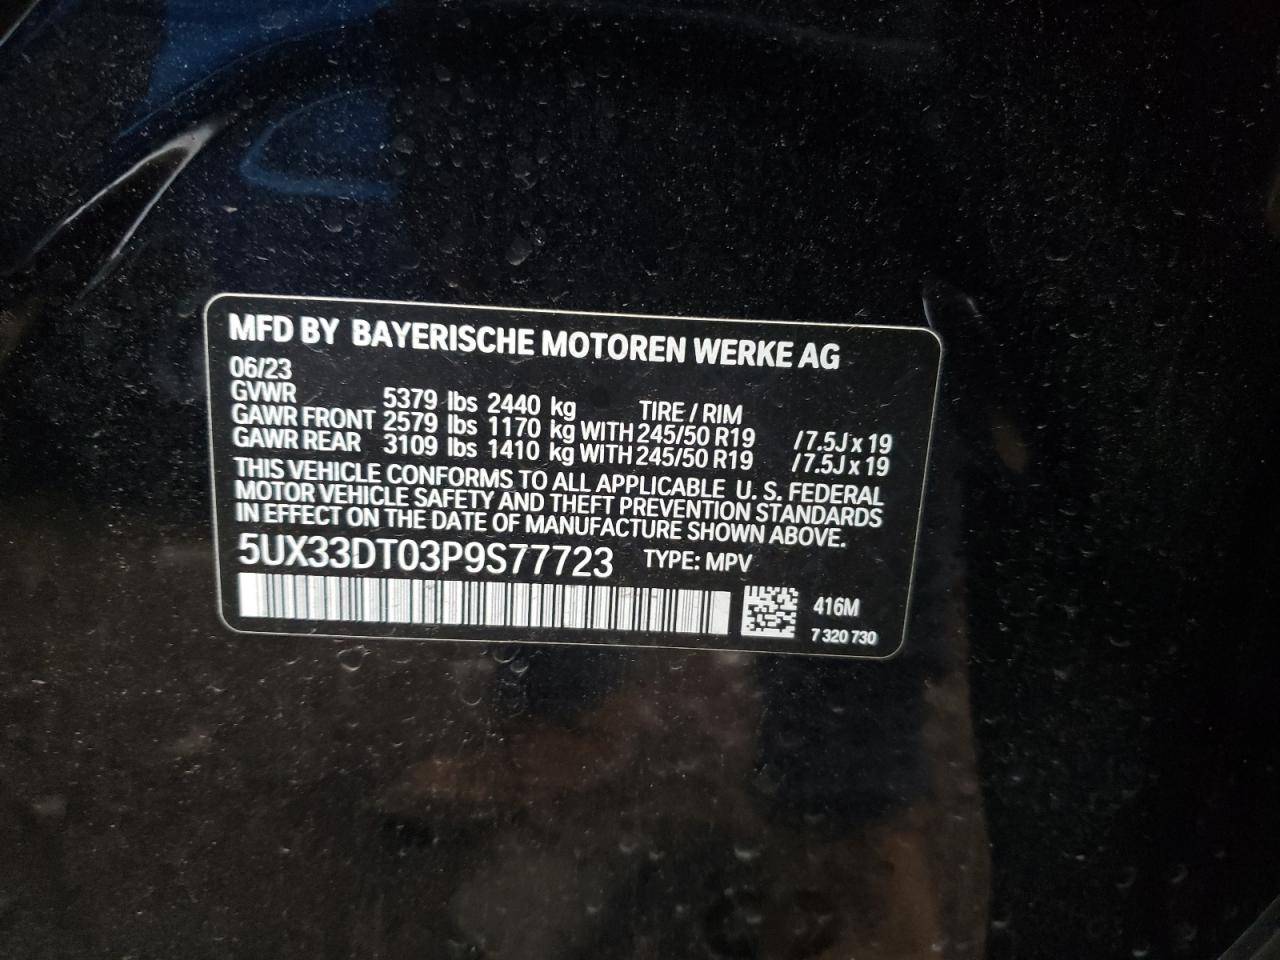 MFD BY BAYERISCHE MOTOREN WERKE AG
06/23
GVWR 5379 lbs 2440 kg TIRE / RIM
GAWR FRONT 2579 lbs 1170 kg WITH 245/50 R19 / 7.5J x 19
GAWR REAR 3109 lbs 1410 kg WITH 245/50 R19 / 7.5J x 19
THIS VEHICLE CONFORMS TO ALL APPLICABLE U. S. FEDERAL
MOTOR VEHICLE SAFETY AND THEFT PREVENTION STANDARDS
IN EFFECT ON THE DATE OF MANUFACTURE SHOWN ABOVE.
5UX33DT03P9S77723 TYPE: MPV
416M
7 320 730